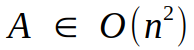 A ∈ O(n²)